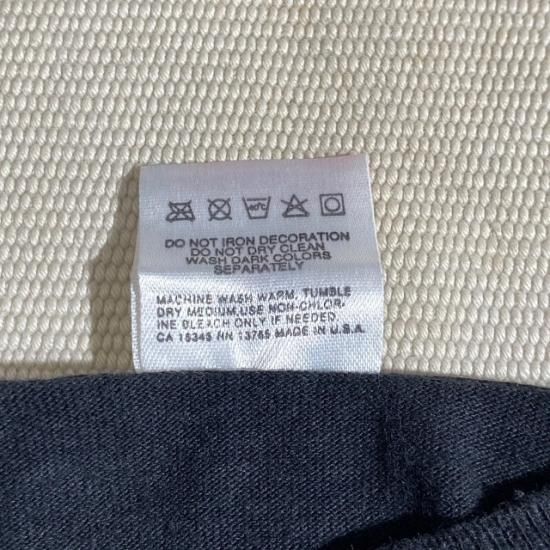 40°C
DO NOT IRON DECORATION
DO NOT DRY CLEAN
WASH DARK COLORS
SEPARATELY
MACHINE WASH WARM, TUMBLE
DRY MEDIUM,USE NON-CHLOR-
INE BLEACH ONLY IF NEEDED.
CA 15345 RN 13765 MADE IN U.S.A.